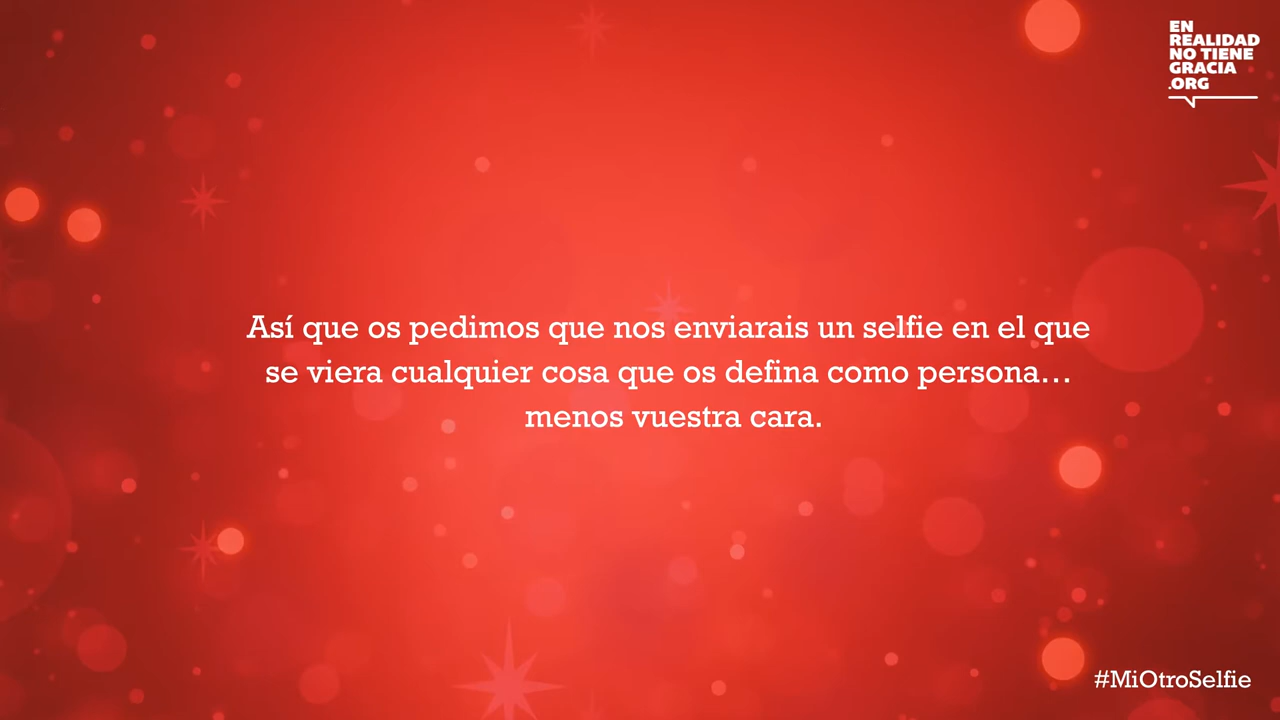 EN
REALIDAD
NO TIENE
GRACIA
.ORG
Así que os pedimos que nos enviarais un selfie en el que
se viera cualquier cosa que os defina como persona…
menos vuestra cara.
#MiOtroSelfie